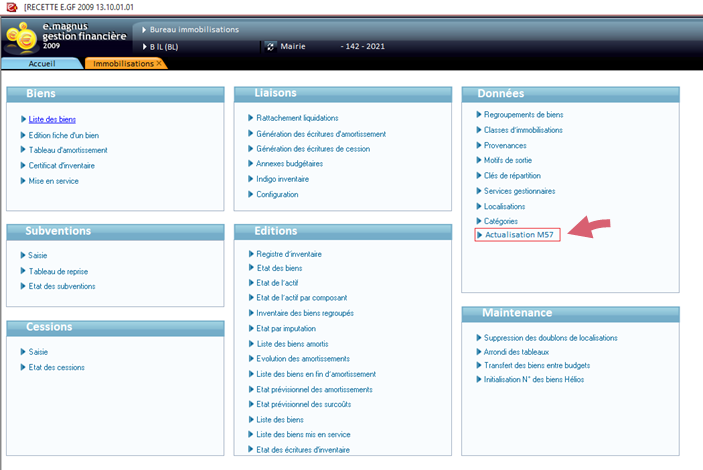 [RECETTE E.GF 2009 13.10.01.01
e.magnus
gestion financière
2009
Bureau immobilisations
B IL (BL)
Mairie - 142 - 2021
Accueil
Immobilisations
Biens
Liste des biens
Edition fiche d'un bien
Tableau d'amortissement
Certificat d'inventaire
Mise en service
Subventions
Saisie
Tableau de reprise
Etat des subventions
Cessions
Saisie
Etat des cessions
Liaisons
Rattachement liquidations
Génération des écritures d'amortissement
Génération des écritures de cession
Annexes budgétaires
Indigo inventaire
Configuration
Editions
Registre d'inventaire
Etat des biens
Etat de l'actif
Etat de l'actif par composant
Inventaire des biens regroupés
Etat par imputation
Liste des biens amortis
Evolution des amortissements
Liste des biens en fin d'amortissement
Etat prévisionnel des amortissements
Etat prévisionnel des surcoûts
Liste des biens
Liste des biens mis en service
Etat des écritures d'inventaire
Données
Regroupements de biens
Classes d'immobilisations
Provenances
Motifs de sortie
Clés de répartition
Services gestionnaires
Localisations
Catégories
Actualisation M57
Maintenance
Suppression des doublons de localisations
Arrondi des tableaux
Transfert des biens entre budgets
Initialisation N° des biens Hélios